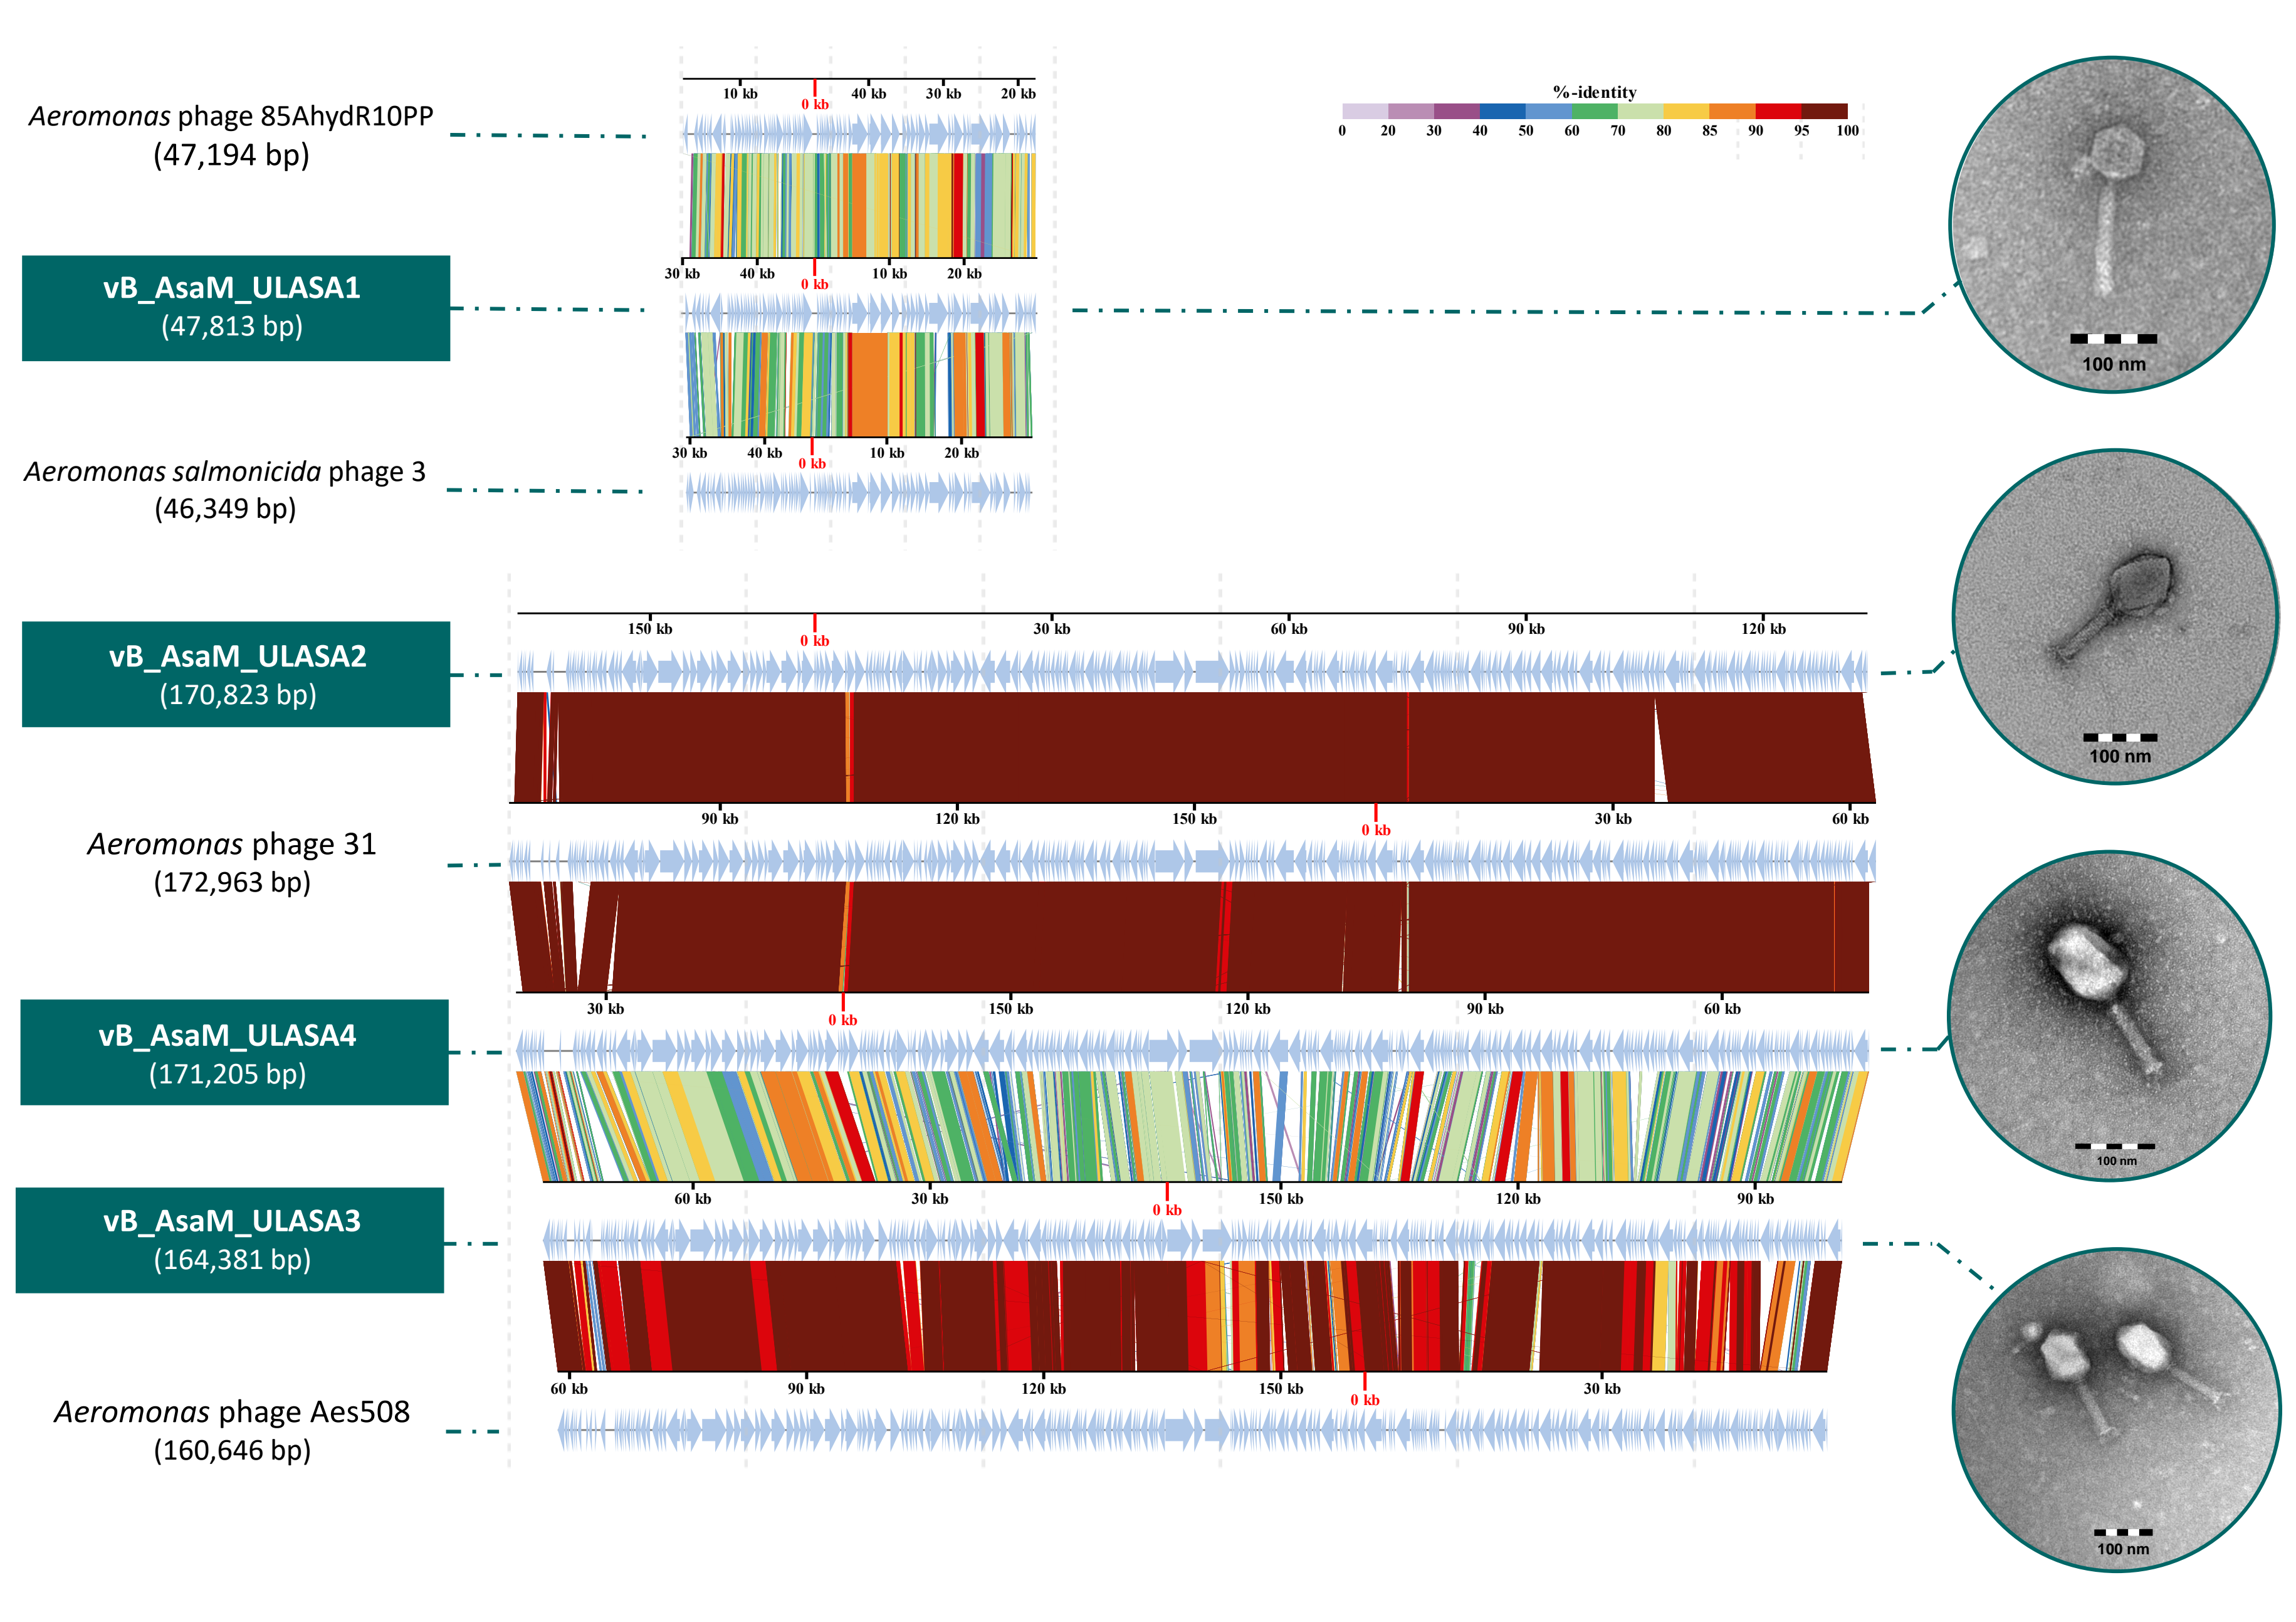 %-identity
0 20 30 40 50 60 70 80 85 90 95 100
10 kb 0 kb 40 kb 30 kb 20 kb
Aeromonas phage 85AhydR10PP
(47,194 bp)
30 kb 40 kb 0 kb 10 kb 20 kb
vB_AsaM_ULASA1
(47,813 bp)
100 nm
30 kb 40 kb 0 kb 10 kb 20 kb
Aeromonas salmonicida phage 3
(46,349 bp)
150 kb 0 kb 30 kb 60 kb 90 kb 120 kb
vB_AsaM_ULASA2
(170,823 bp)
100 nm
90 kb 120 kb 150 kb 0 kb 30 kb 60 kb
Aeromonas phage 31
(172,963 bp)
30 kb 0 kb 150 kb 120 kb 90 kb 60 kb
vB_AsaM_ULASA4
(171,205 bp)
100 nm
60 kb 30 kb 0 kb 150 kb 120 kb 90 kb
vB_AsaM_ULASA3
(164,381 bp)
60 kb 90 kb 120 kb 150 kb 0 kb 30 kb
Aeromonas phage Aes508
(160,646 bp)
100 nm